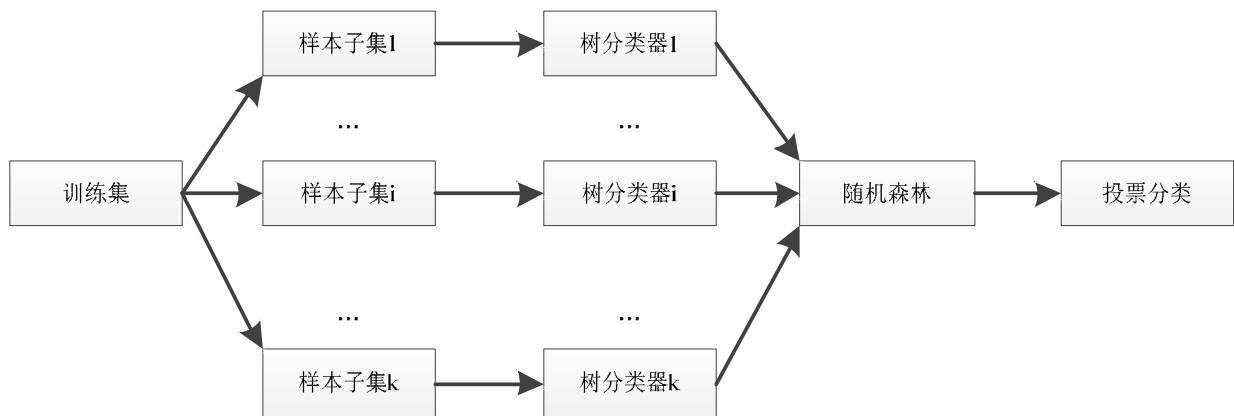 样本子集1
树分类器1
...
...
训练集
样本子集i
树分类器i
随机森林
投票分类
...
...
样本子集k
树分类器k